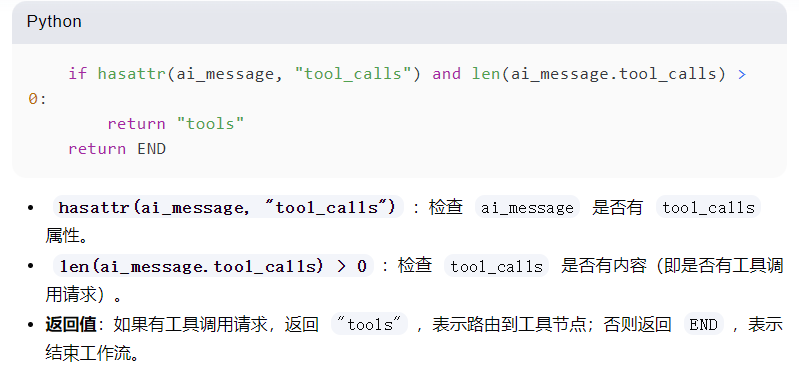 Python
if hasattr(ai_message, "tool_calls") and len(ai_message.tool_calls) >
0:
return "tools"
return END
• hasattr(ai_message, "tool_calls") ：检查 ai_message 是否有 tool_calls
属性。
• len(ai_message.tool_calls) > 0 ：检查 tool_calls 是否有内容（即是否有工具调
用请求）。
• 返回值：如果有工具调用请求，返回 "tools" ，表示路由到工具节点；否则返回 END ，表示
结束工作流。